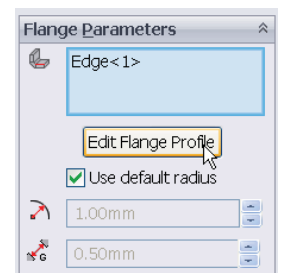 Flange Parameters
Edge<1>
Edit Flange Profile
Use default radius
1.00mm
G
0.50mm